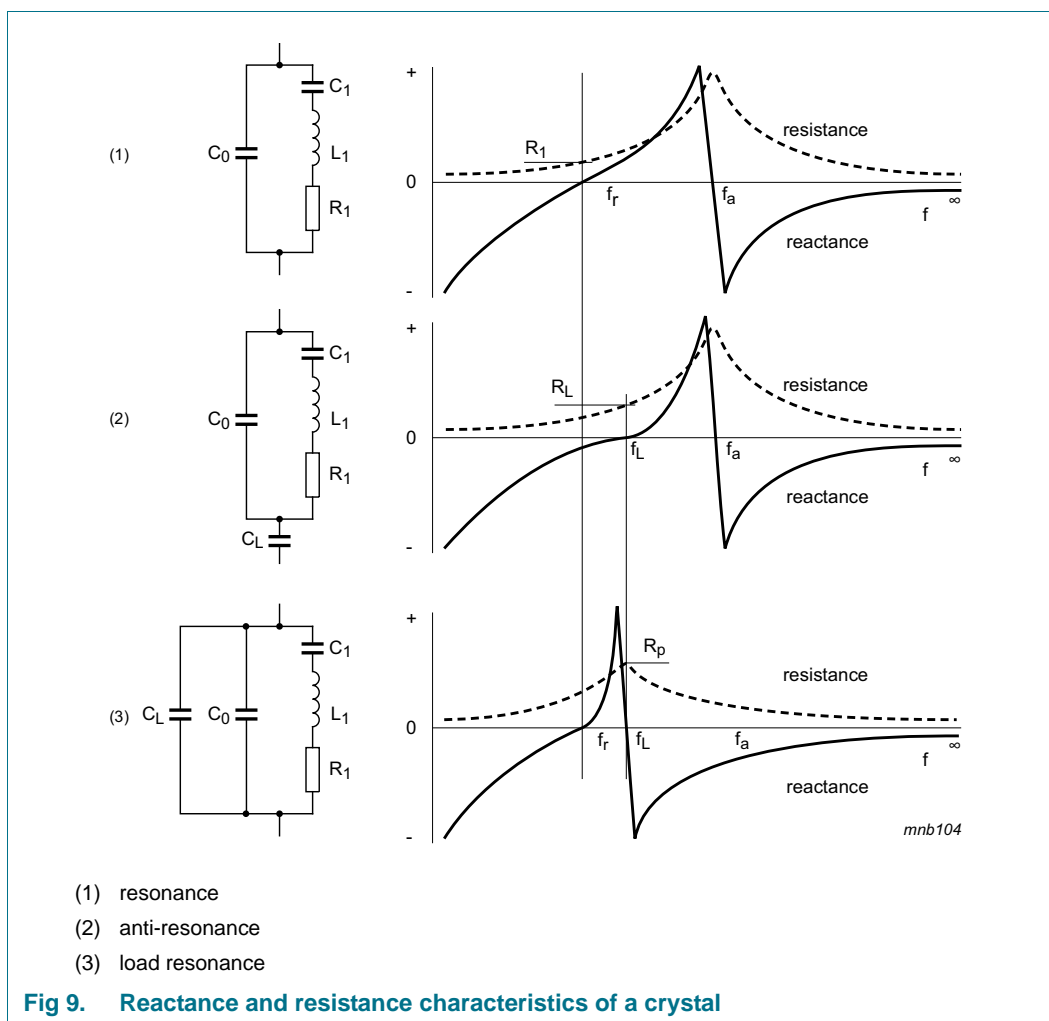 C1
+
(1)
C0
L1
R1
R1
resistance
0
fr
fa
f
∞
reactance
-
C1
+
(2)
C0
L1
R1
CL
RL
resistance
0
fL
fa
f
∞
reactance
-
C1
+
(3)
CL
C0
L1
R1
Rp
resistance
0
fr
fL
fa
f
∞
reactance
-
mnb104
(1) resonance
(2) anti-resonance
(3) load resonance
Fig 9. Reactance and resistance characteristics of a crystal